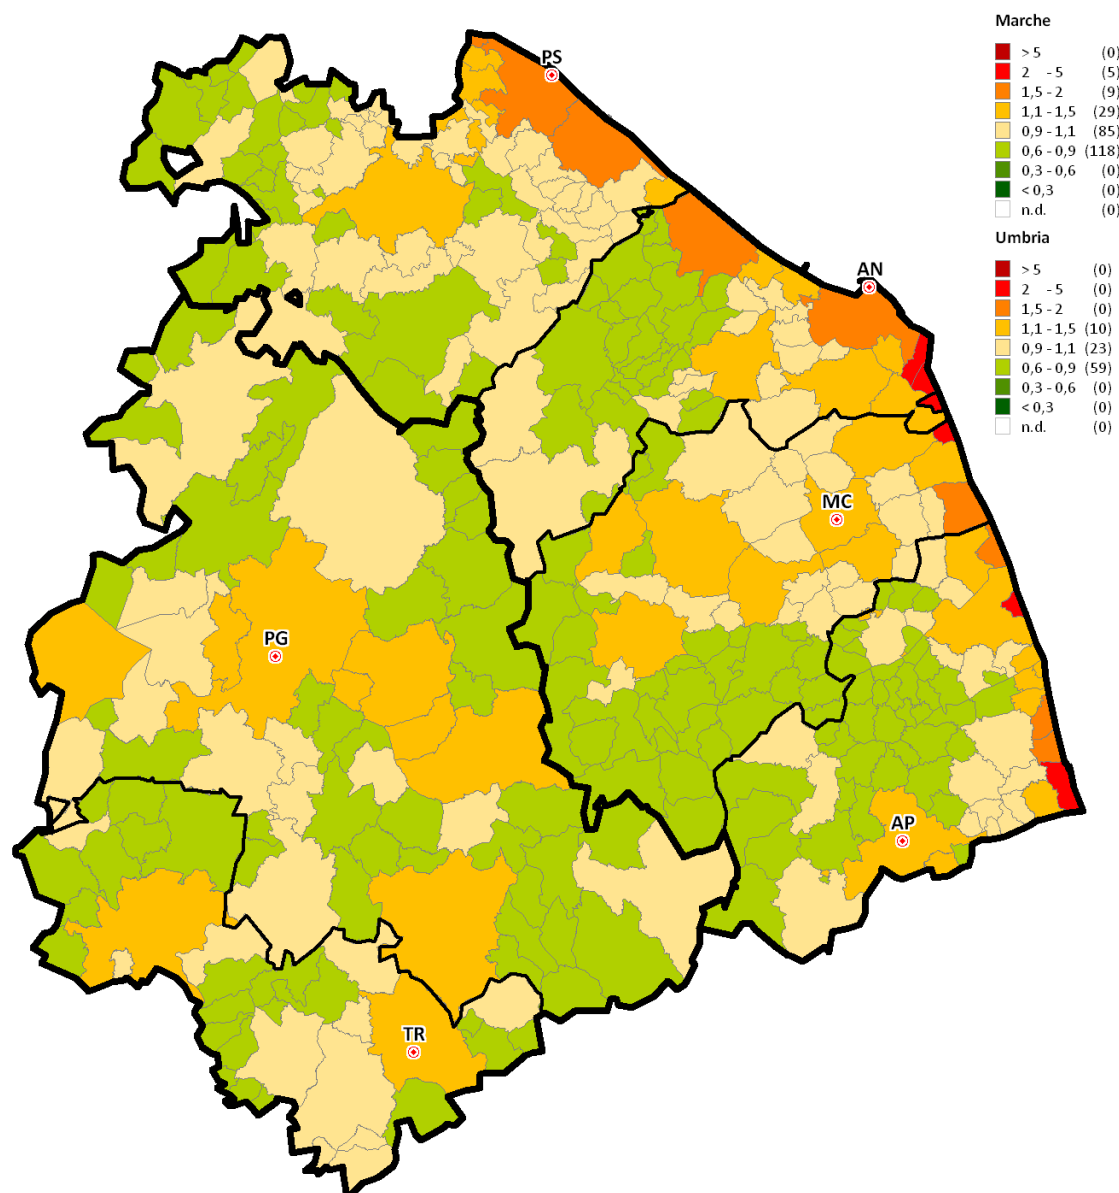 Marche
> 5 (0)
2 - 5 (5)
1,5 - 2 (9)
1,1 - 1,5 (29)
0,9 - 1,1 (85)
0,6 - 0,9 (118)
0,3 - 0,6 (0)
< 0,3 (0)
n.d. (0)
Umbria
> 5 (0)
2 - 5 (0)
1,5 - 2 (0)
1,1 - 1,5 (10)
0,9 - 1,1 (23)
0,6 - 0,9 (59)
0,3 - 0,6 (0)
< 0,3 (0)
n.d. (0)
PS
AN
MC
PG
AP
TR